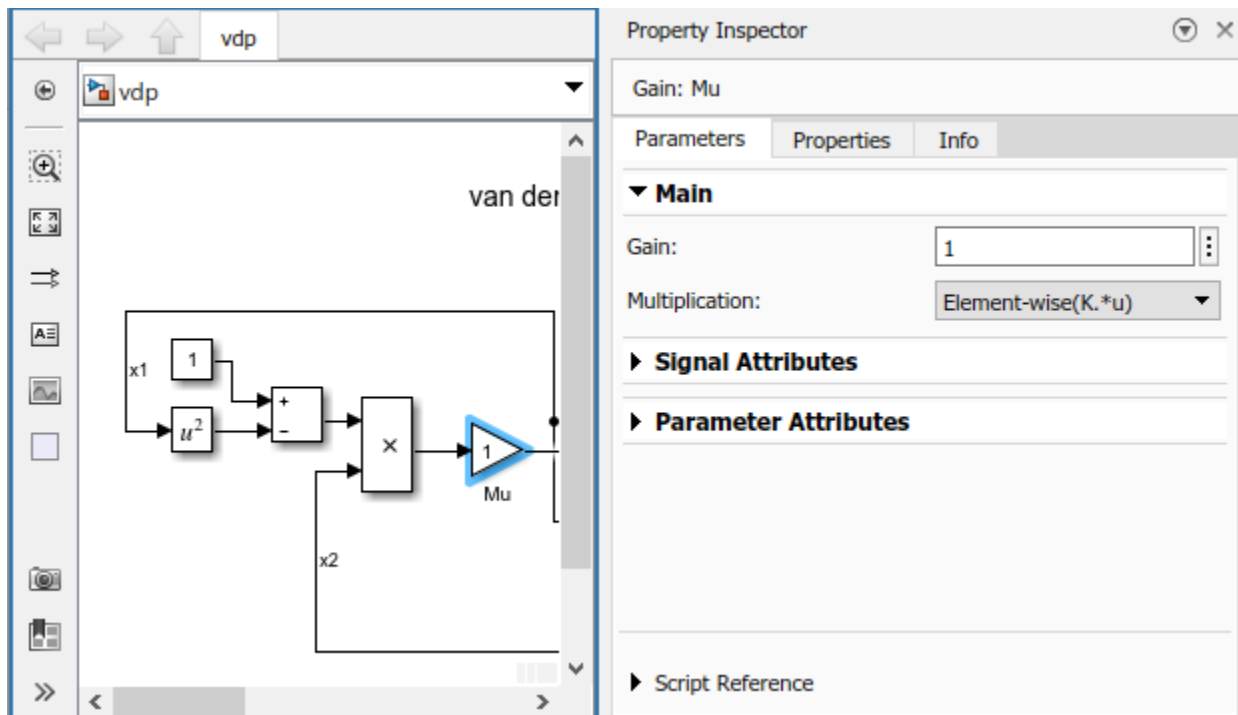 vdp
vdp
van der
x1
1
u²
+
−
×
1
Mu
x2
Property Inspector
Gain: Mu
Parameters Properties Info
Main
Gain: 1
Multiplication: Element-wise(K.*u)
Signal Attributes
Parameter Attributes
Script Reference